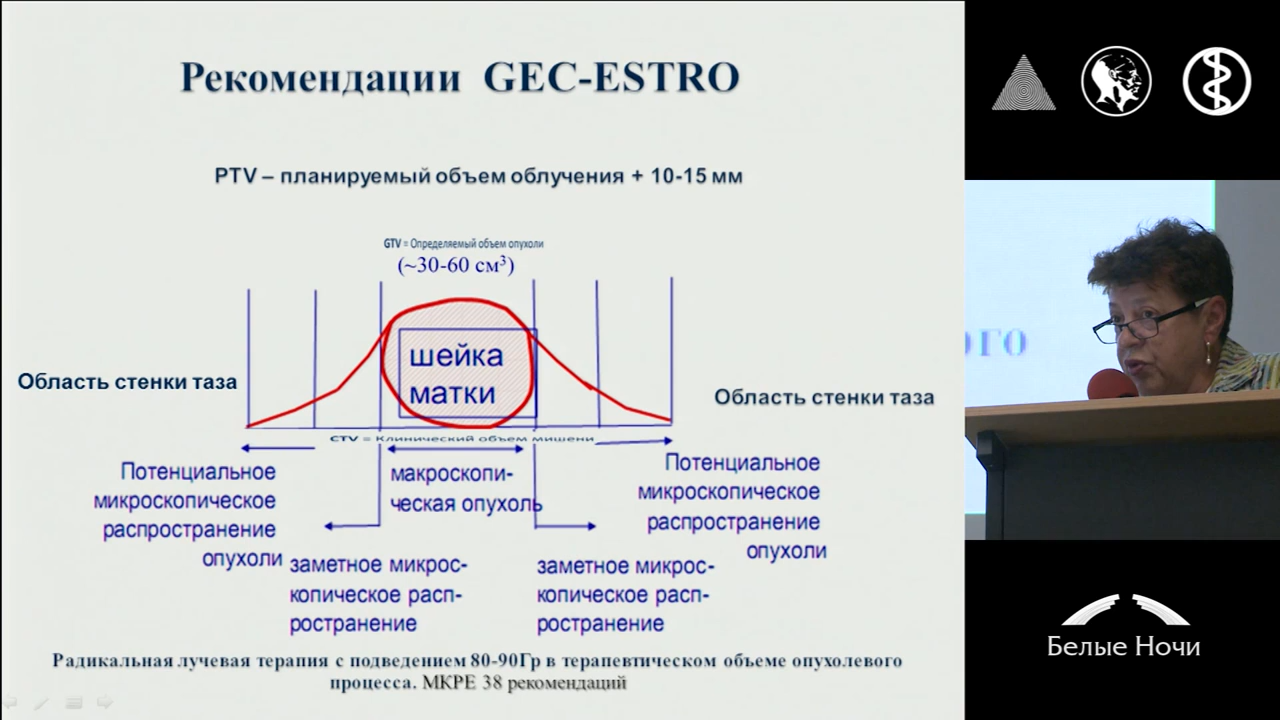 Рекомендации GEC-ESTRO
PTV – планируемый объем облучения + 10-15 мм
GTV = Определяемый объем опухоли
(~30-60 см³)
шейка
матки
Область стенки таза
Область стенки таза
CTV = Клинический объем мишени
Потенциальное
микроскопическое
распространение
опухоли
макроскопи-
ческая опухоль
Потенциальное
микроскопическое
распространение
опухоли
заметное микрос-
копическое расп-
ространение
заметное микрос-
копическое расп-
ространение
Радикальная лучевая терапия с подведением 80-90Гр в терапевтическом объеме опухолевого
процесса. МКРЕ 38 рекомендаций
ОГО
Белые Ночи